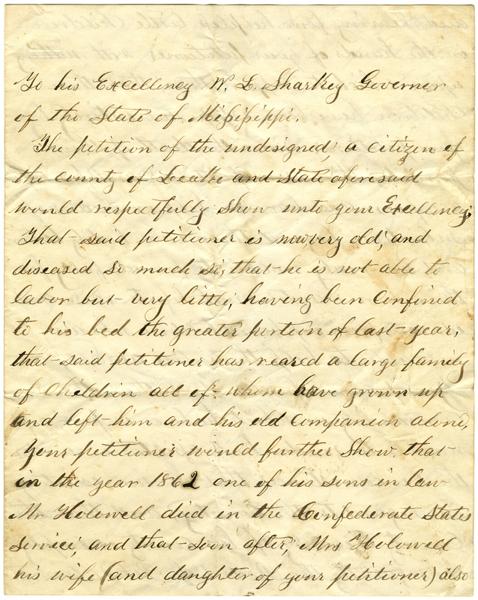 To his Excellency W. L. Sharkey Governer
of the State of Missisippi.
The petition of the undesigned, a citizen of
the county of Leake and State aforesaid
would respectfully show unto your Excellency;
That said petitioner is now very old, and
diseased so much so, that he is not able to
labor but very little, having been confined
to his bed the greater portion of last year,
that said petitioner has reared a large family
of children all of whom have grown up
and left him and his old companion alone,
Your petitioner would further show that
in the year 1862 one of his sons in law
Mr Holowell died in the Confederate States
service, and that soon after, Mrs Holowell
his wife (and daughter of your petitioner) also